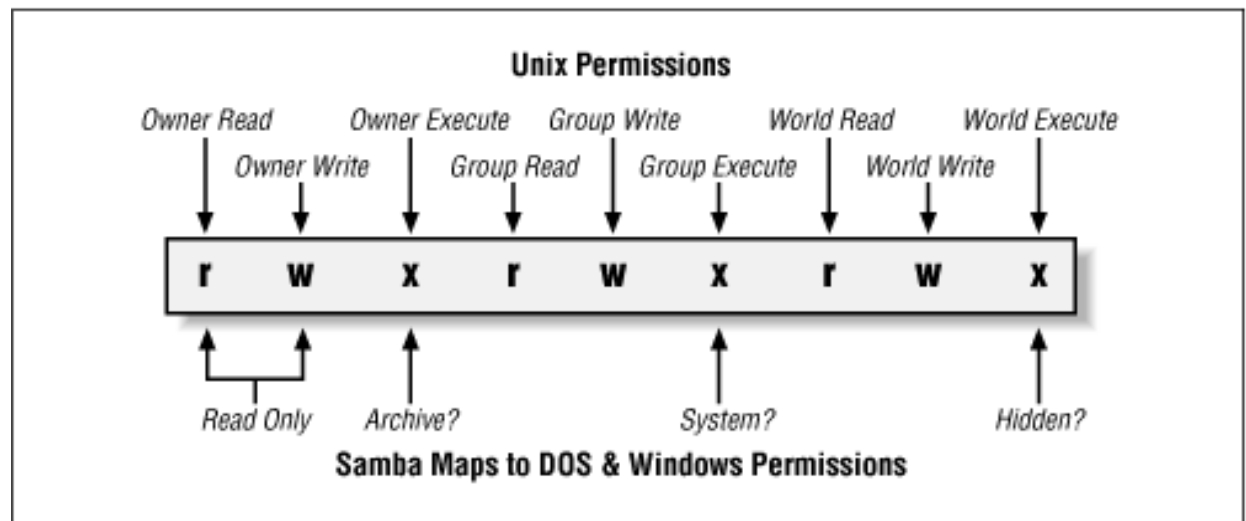 Unix Permissions
Owner Read Owner Execute Group Write World Read World Execute
Owner Write Group Read Group Execute World Write
r w x r w x r w x
Read Only Archive? System? Hidden?
Samba Maps to DOS & Windows Permissions